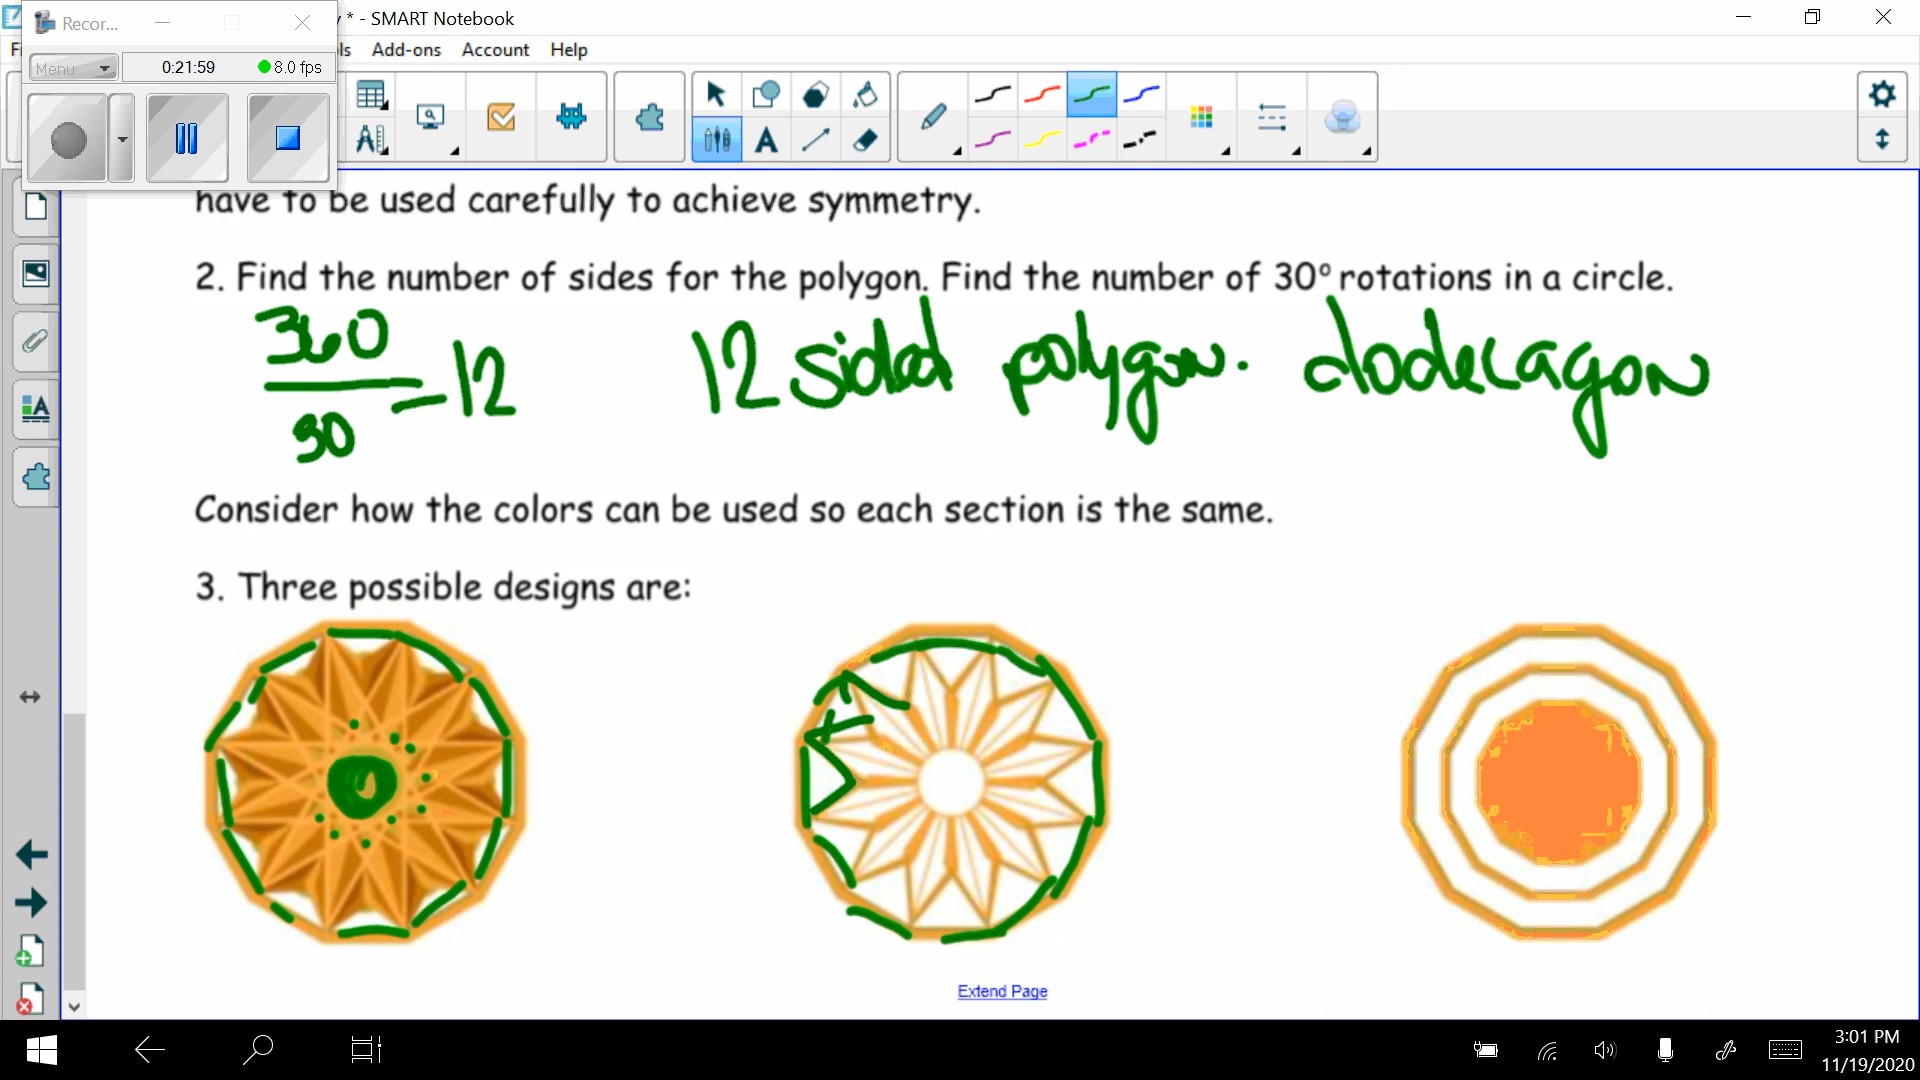 Recor...
y * - SMART Notebook
ls Add-ons Account Help
Menu 0:21:59 8.0 fps
have to be used carefully to achieve symmetry.
2. Find the number of sides for the polygon. Find the number of 30° rotations in a circle.
360
30
=12
12 sided polygon. dodecagon
Consider how the colors can be used so each section is the same.
3. Three possible designs are:
Extend Page
3:01 PM
11/19/2020